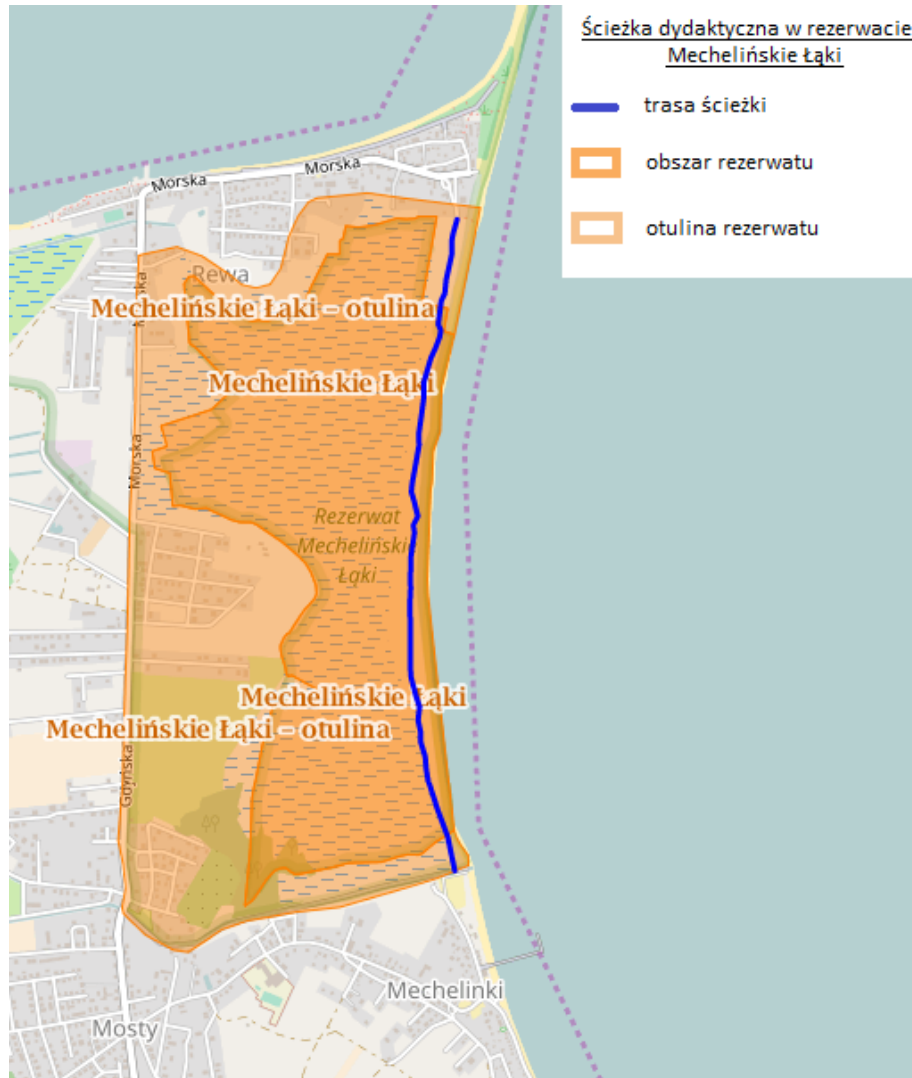 Ścieżka dydaktyczna w rezerwacie
Mechelińskie Łąki
trasa ścieżki
obszar rezerwatu
otulina rezerwatu
Morska
Morska
Rewa
Mechelińskie Łąki – otulina
Mechelińskie Łąki
Morska
Rezerwat
Mechelińskie
Łąki
Mechelińskie Łąki
Mechelińskie Łąki – otulina
Gdyńska
Mechelinki
Mosty